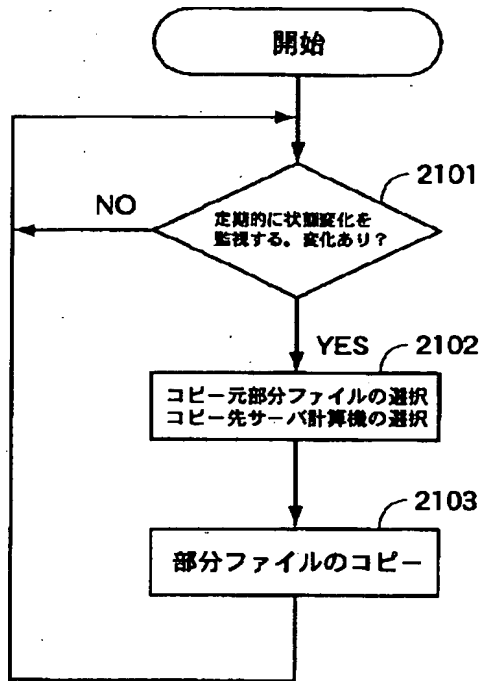 開始
2101
定期的に状態変化を
監視する。変化あり？
NO
YES
2102
コピー元部分ファイルの選択
コピー先サーバ計算機の選択
2103
部分ファイルのコピー